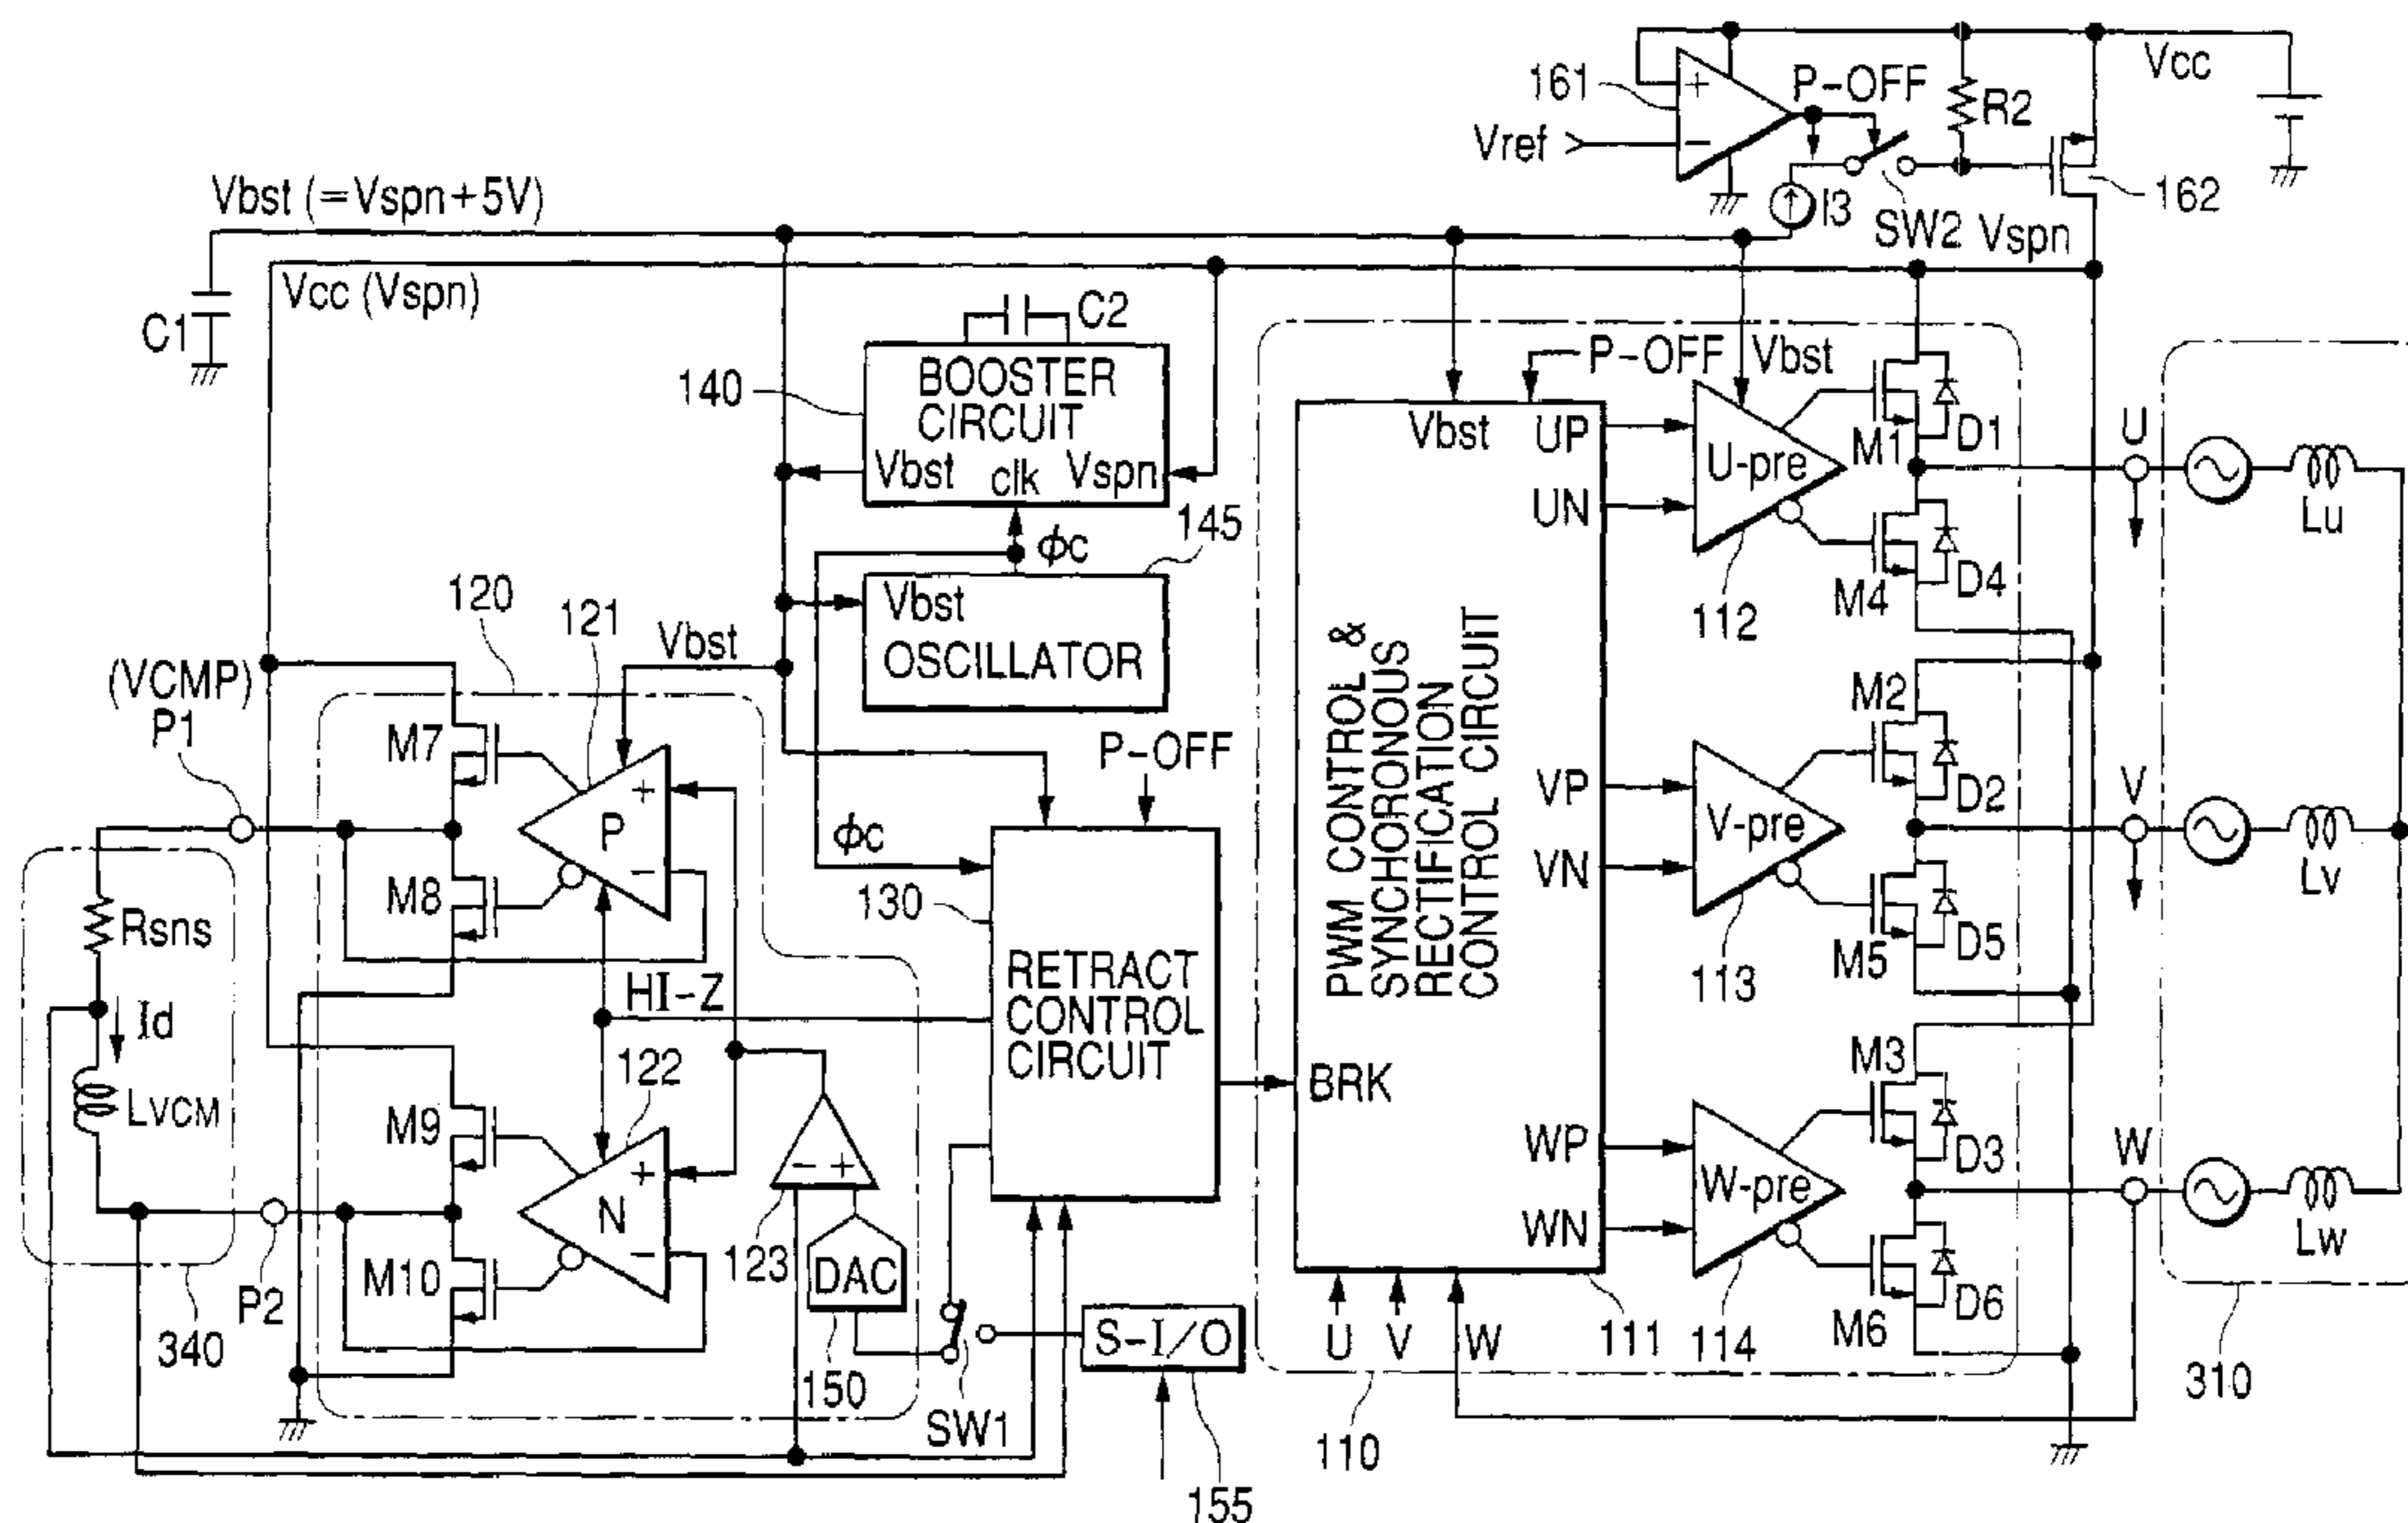 Vcc
161
P-OFF
R2
Vref
I3
SW2
Vspn
162
Vbst (=Vspn+5V)
Vcc (Vspn)
C1
C2
140
BOOSTER
CIRCUIT
Vbst
clk
Vspn
145
ϕc
Vbst
OSCILLATOR
P-OFF
Vbst
Vbst
UP
UN
U-pre
112
M1
D1
M4
D4
U
Lu
PWM CONTROL &
SYNCHORONOUS
RECTIFICATION
CONTROL CIRCUIT
VP
VN
V-pre
113
M2
D2
M5
D5
V
Lv
WP
WN
W-pre
114
M3
D3
M6
D6
W
Lw
BRK
U
V
W
111
110
310
120
121
Vbst
(VCMP)
P1
M7
+
P
−
M8
Rsns
HI-Z
Id
122
LVCM
M9
+
N
−
M10
P2
340
123
− +
DAC
150
SW1
S-I/O
155
P-OFF
ϕc
130
RETRACT
CONTROL
CIRCUIT
+
−